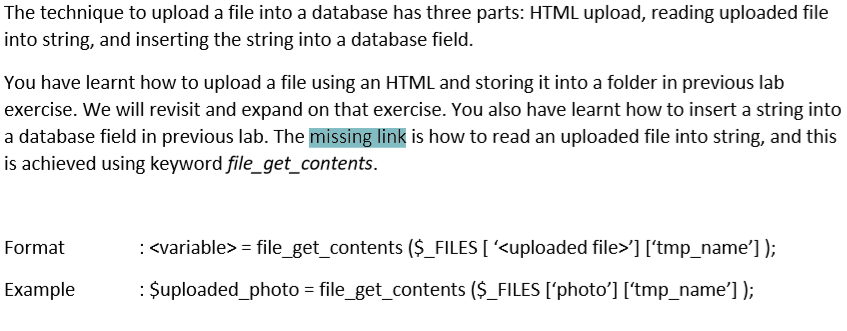 The technique to upload a file into a database has three parts: HTML upload, reading uploaded file
into string, and inserting the string into a database field.
You have learnt how to upload a file using an HTML and storing it into a folder in previous lab
exercise. We will revisit and expand on that exercise. You also have learnt how to insert a string into
a database field in previous lab. The missing link is how to read an uploaded file into string, and this
is achieved using keyword file_get_contents.
Format : <variable> = file_get_contents ($_FILES [ ‘<uploaded file>’] [‘tmp_name’] );
Example : $uploaded_photo = file_get_contents ($_FILES [‘photo’] [‘tmp_name’] );